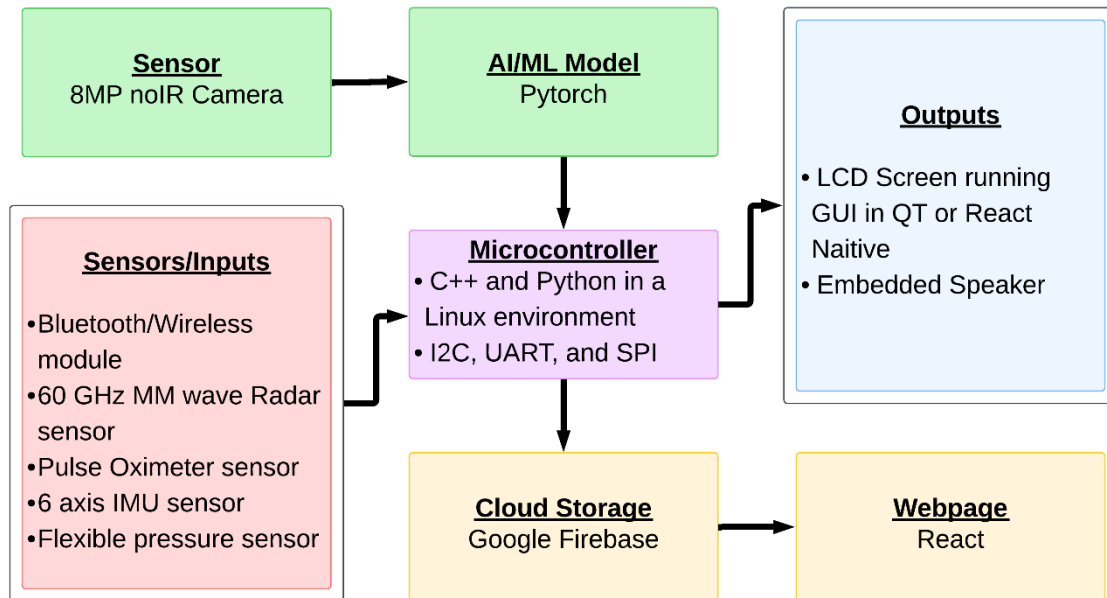 Sensor
8MP noIR Camera
AI/ML Model
Pytorch
Outputs
• LCD Screen running
GUI in QT or React
Naitive
• Embedded Speaker
Sensors/Inputs
•Bluetooth/Wireless
module
•60 GHz MM wave Radar
sensor
•Pulse Oximeter sensor
•6 axis IMU sensor
•Flexible pressure sensor
Microcontroller
• C++ and Python in a
Linux environment
• I2C, UART, and SPI
Cloud Storage
Google Firebase
Webpage
React